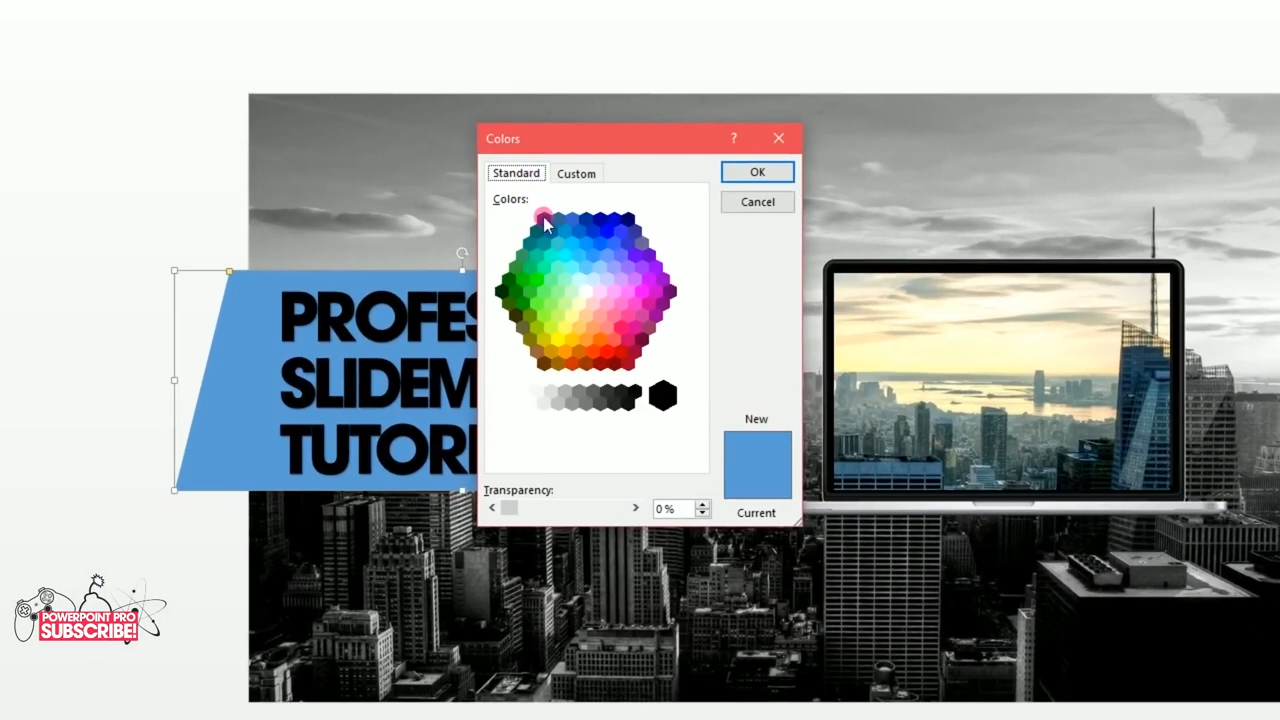 Colors
?
Standard
Custom
OK
Cancel
Colors:
PROFES
SLIDEM
TUTORI
New
Current
Transparency:
0 %
POWERPOINT PRO
SUBSCRIBE!